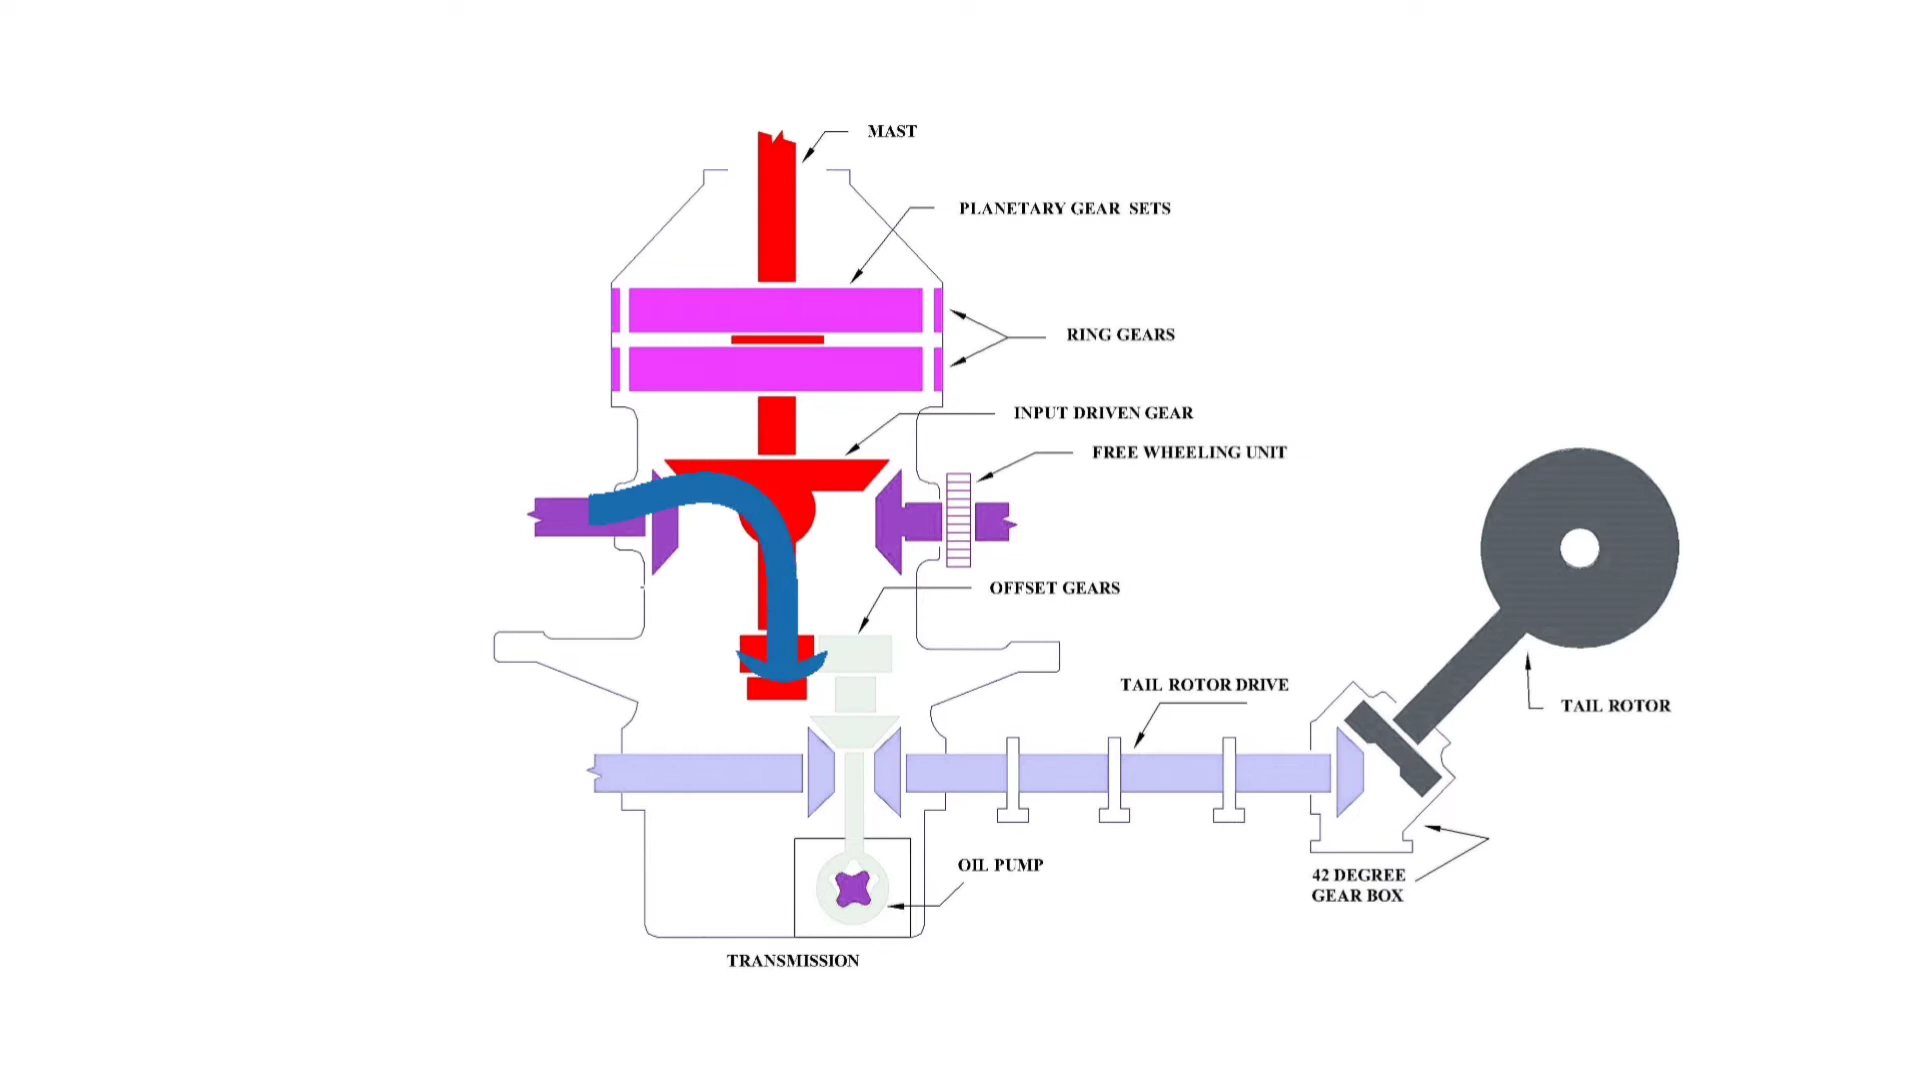 MAST
PLANETARY GEAR SETS
RING GEARS
INPUT DRIVEN GEAR
FREE WHEELING UNIT
OFFSET GEARS
TAIL ROTOR DRIVE
TAIL ROTOR
OIL PUMP
42 DEGREE
GEAR BOX
TRANSMISSION